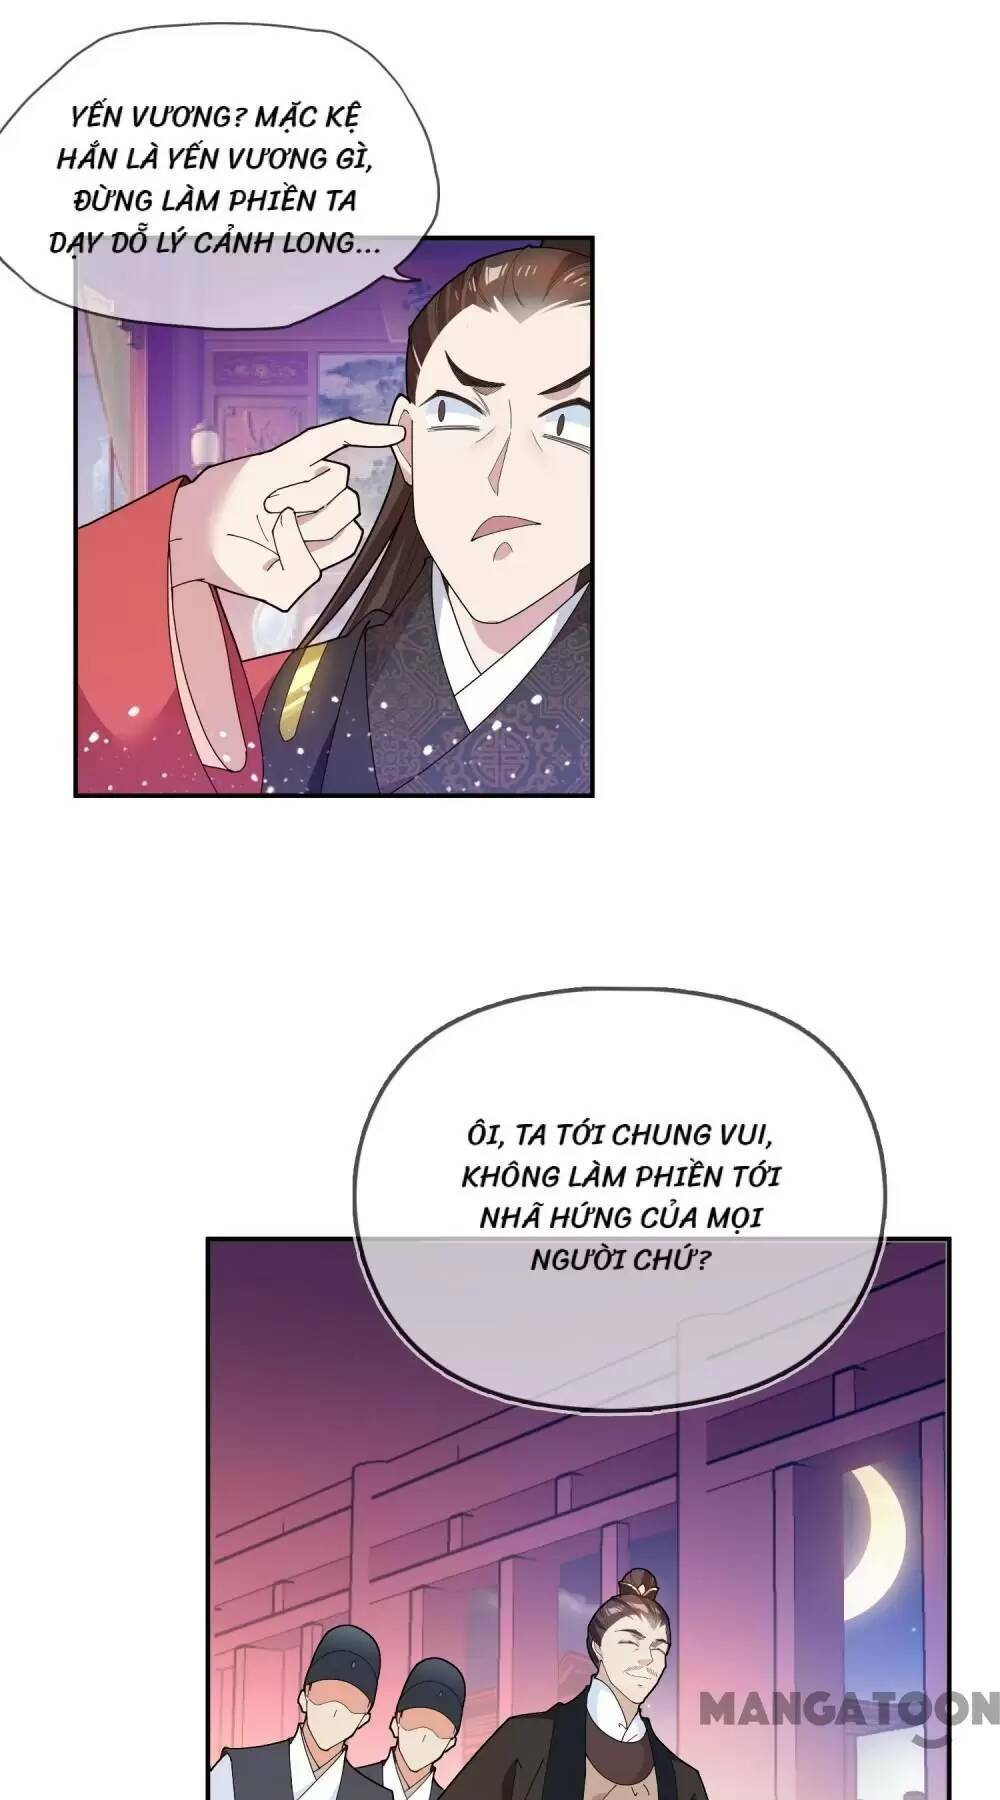 YẾN VƯƠNG? MẶC KỆ
HẮN LÀ YẾN VƯƠNG GÌ,
ĐỪNG LÀM PHIỀN TA
DẠY DỖ LÝ CẢNH LONG...
ÔI, TA TỚI CHUNG VUI,
KHÔNG LÀM PHIỀN TỚI
NHÃ HỨNG CỦA MỌI
NGƯỜI CHỨ?
MANGATOON